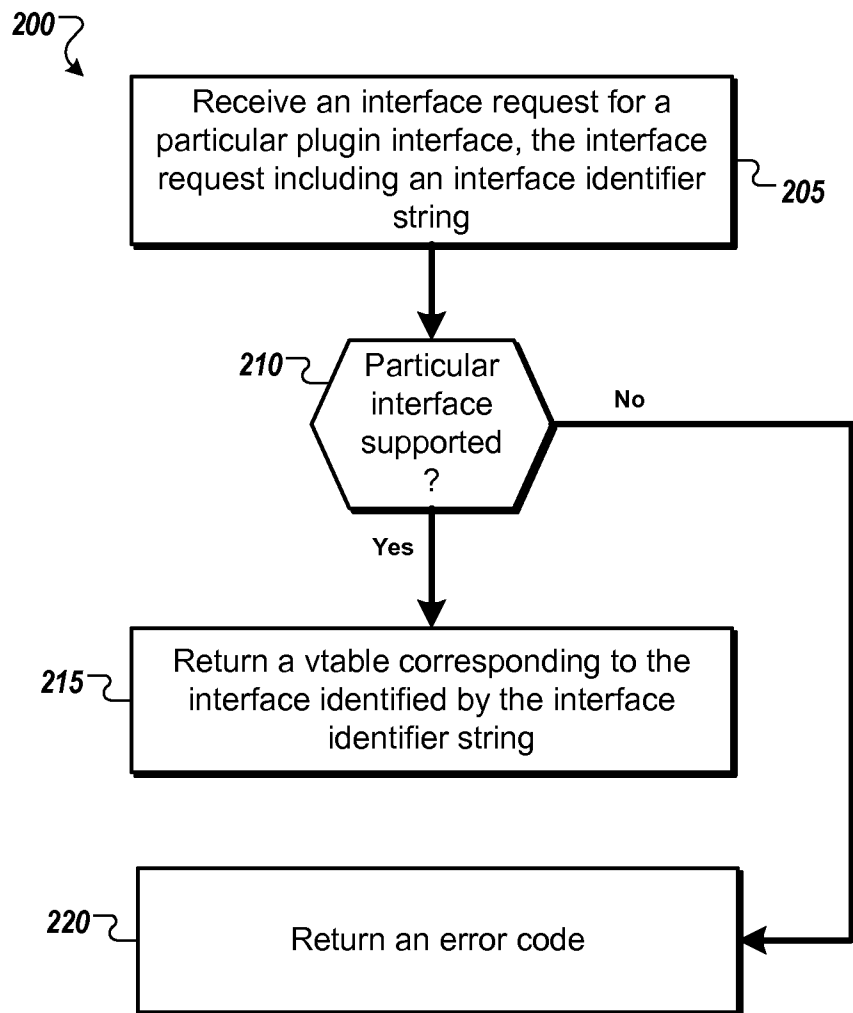 200
Receive an interface request for a
particular plugin interface, the interface
request including an interface identifier
string
205
210
Particular
interface
supported
?
No
Yes
215
Return a vtable corresponding to the
interface identified by the interface
identifier string
220
Return an error code